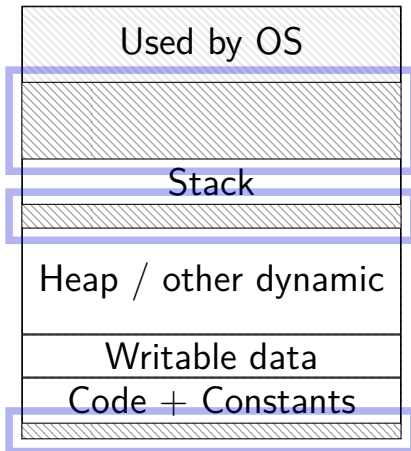 Used by OS
Stack
Heap / other dynamic
Writable data
Code + Constants